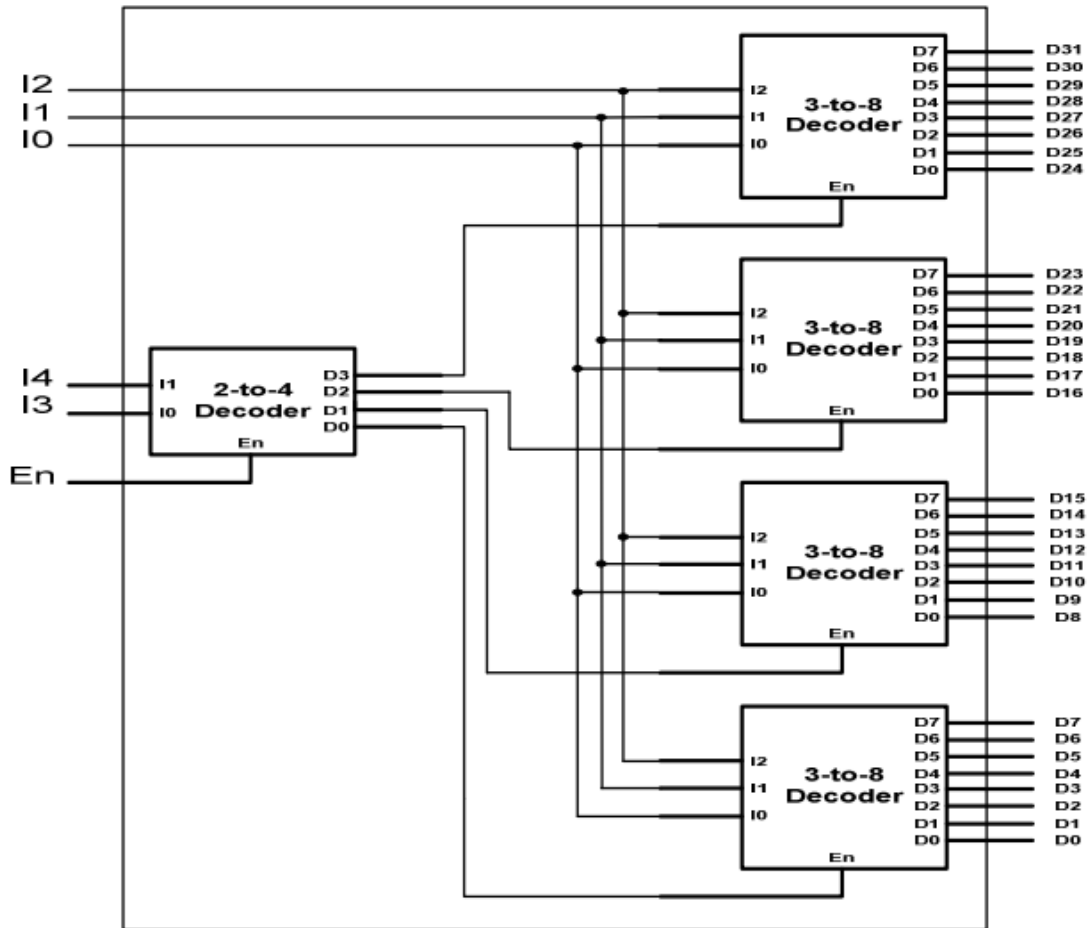 I2
I1
I0
I4
I3
En
I1
I0
2-to-4
Decoder
En
D3
D2
D1
D0
I2
I1
I0
3-to-8
Decoder
En
D7 D31
D6 D30
D5 D29
D4 D28
D3 D27
D2 D26
D1 D25
D0 D24
I2
I1
I0
3-to-8
Decoder
En
D7 D23
D6 D22
D5 D21
D4 D20
D3 D19
D2 D18
D1 D17
D0 D16
I2
I1
I0
3-to-8
Decoder
En
D7 D15
D6 D14
D5 D13
D4 D12
D3 D11
D2 D10
D1 D9
D0 D8
I2
I1
I0
3-to-8
Decoder
En
D7 D7
D6 D6
D5 D5
D4 D4
D3 D3
D2 D2
D1 D1
D0 D0